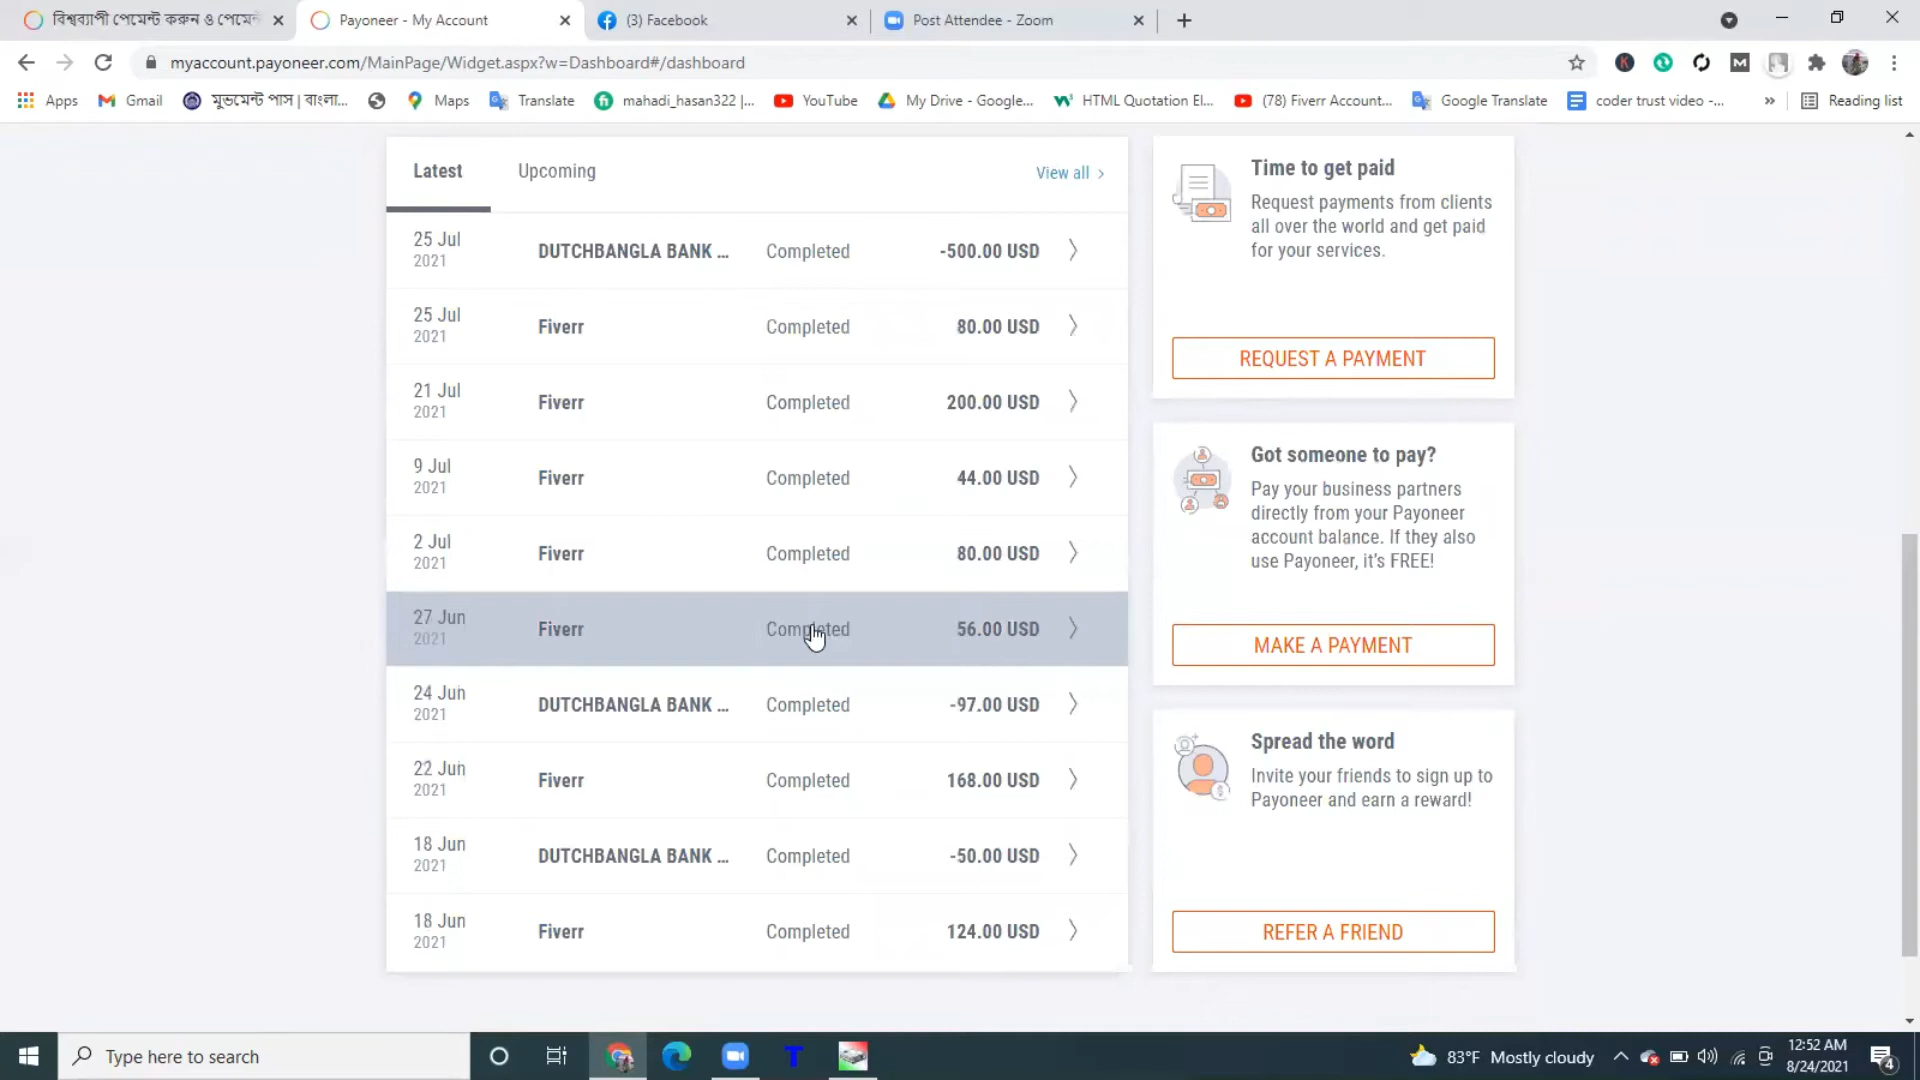 বিশ্বব্যাপী পেমেন্ট করুন ও পেমেন
Payoneer - My Account
(3) Facebook
Post Attendee - Zoom
myaccount.payoneer.com/MainPage/Widget.aspx?w=Dashboard#/dashboard
Apps
Gmail
মুভমেন্ট পাস | বাংলা...
Maps
Translate
mahadi_hasan322 |...
YouTube
My Drive - Google...
HTML Quotation El...
(78) Fiverr Account...
Google Translate
coder trust video -...
»
Reading list
Latest
Upcoming
View all >
25 Jul
2021
DUTCHBANGLA BANK ...
Completed
-500.00 USD
25 Jul
2021
Fiverr
Completed
80.00 USD
21 Jul
2021
Fiverr
Completed
200.00 USD
9 Jul
2021
Fiverr
Completed
44.00 USD
2 Jul
2021
Fiverr
Completed
80.00 USD
27 Jun
2021
Fiverr
Completed
56.00 USD
24 Jun
2021
DUTCHBANGLA BANK ...
Completed
-97.00 USD
22 Jun
2021
Fiverr
Completed
168.00 USD
18 Jun
2021
DUTCHBANGLA BANK ...
Completed
-50.00 USD
18 Jun
2021
Fiverr
Completed
124.00 USD
Time to get paid
Request payments from clients
all over the world and get paid
for your services.
REQUEST A PAYMENT
Got someone to pay?
Pay your business partners
directly from your Payoneer
account balance. If they also
use Payoneer, it's FREE!
MAKE A PAYMENT
Spread the word
Invite your friends to sign up to
Payoneer and earn a reward!
REFER A FRIEND
Type here to search
83°F Mostly cloudy
12:52 AM
8/24/2021
4